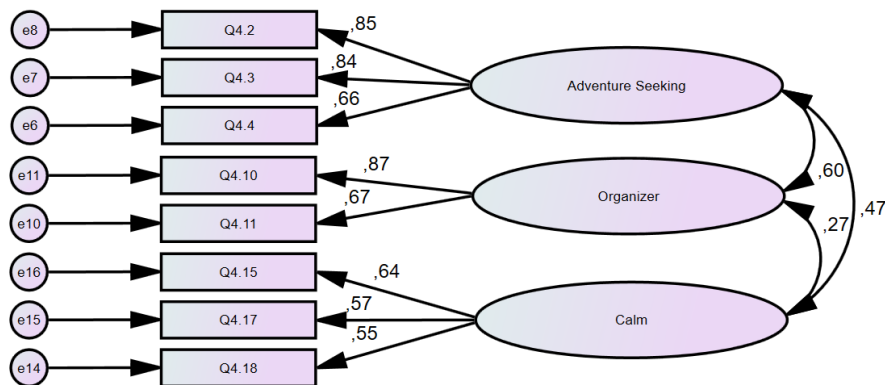 e8 Q4.2 ,85
e7 Q4.3 ,84 Adventure Seeking
e6 Q4.4 ,66
e11 Q4.10 ,87 ,60
e10 Q4.11 ,67 Organizer ,47
,27
e16 Q4.15 ,64
e15 Q4.17 ,57 Calm
e14 Q4.18 ,55